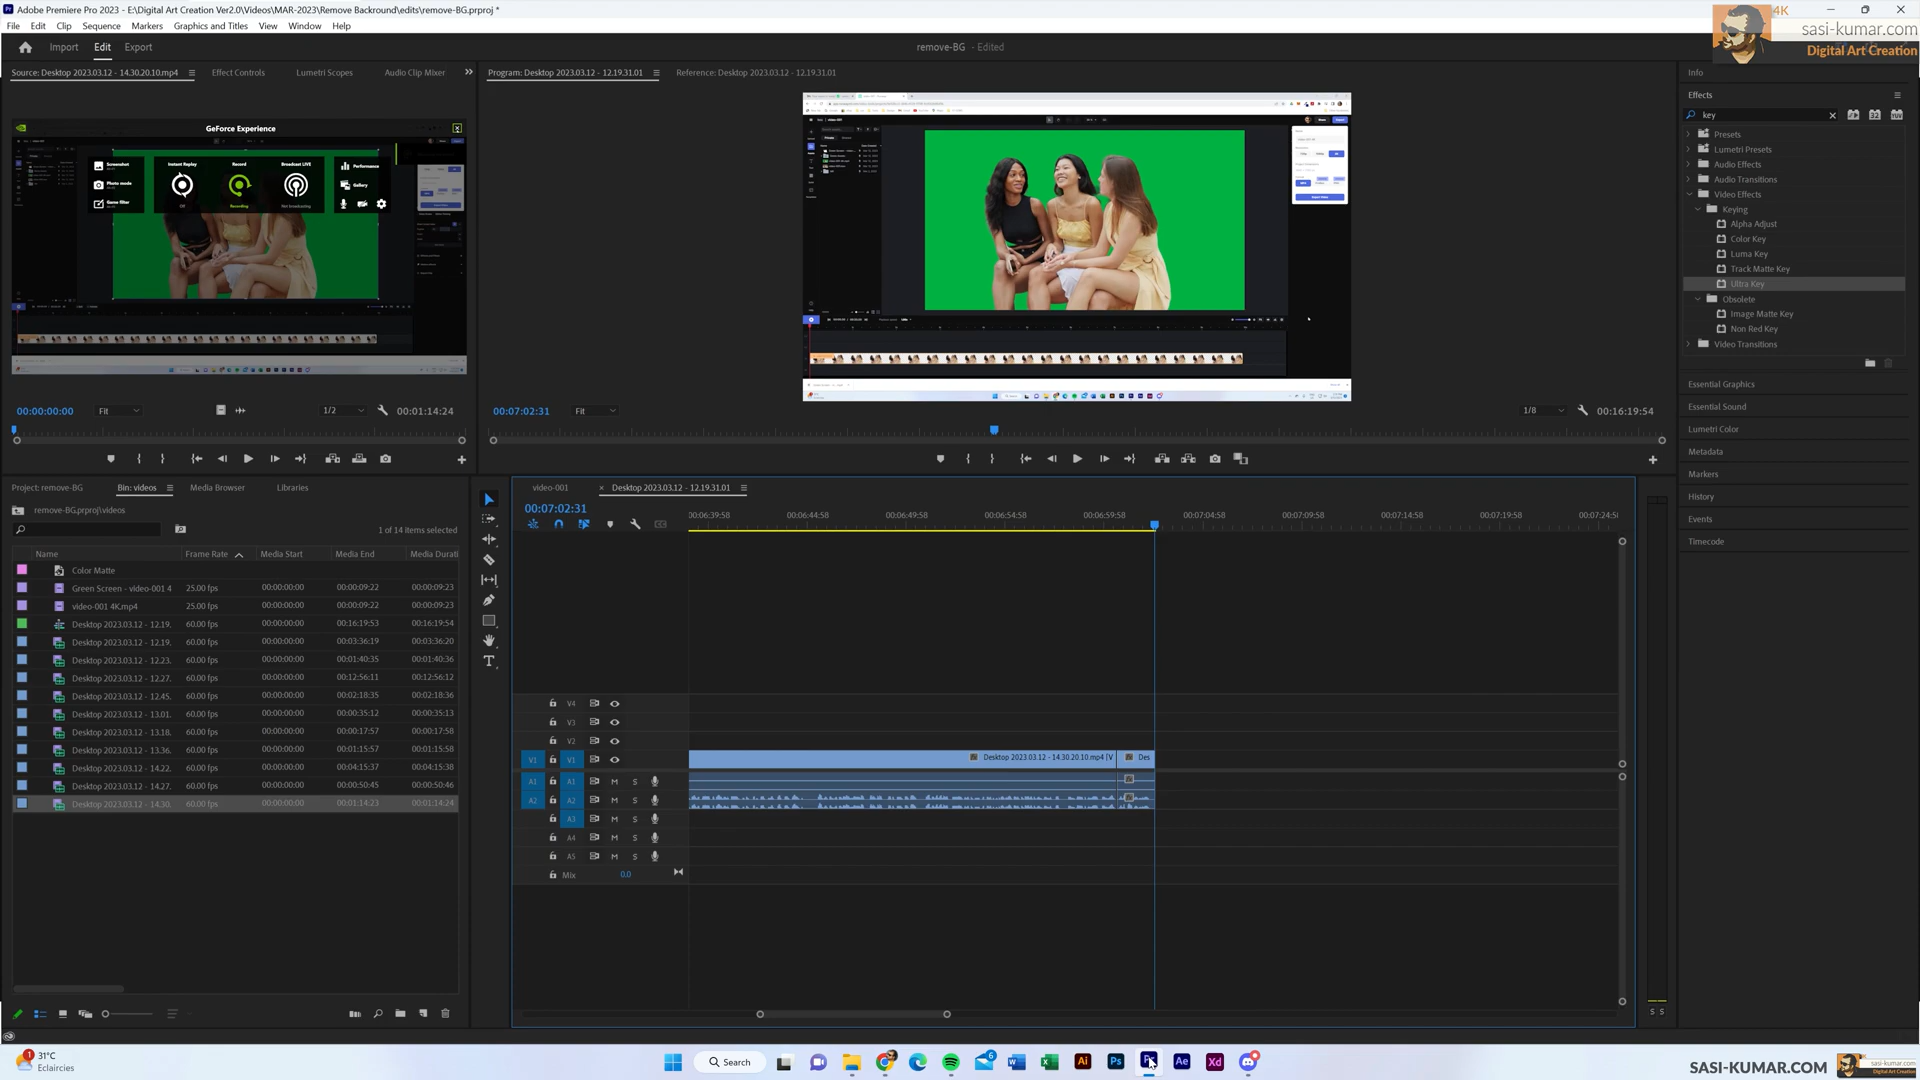 Adobe Premiere Pro 2023 - E:\Digital Art Creation Ver2.0\Videos\MAR-2023\Remove Backround\edits\remove-BG.prproj *
File Edit Clip Sequence Markers Graphics and Titles View Window Help
4K
sasi-kumar.com
Digital Art Creation
Import Edit Export
remove-BG - Edited
Source: Desktop 2023.03.12 - 14.30.20.10.mp4 Effect Controls Lumetri Scopes Audio Clip Mixer
Program: Desktop 2023.03.12 - 12.19.31.01 Reference: Desktop 2023.03.12 - 12.19.31.01
Info
Effects
key
Presets
Lumetri Presets
Audio Effects
Audio Transitions
Video Effects
Keying
Alpha Adjust
Color Key
Luma Key
Track Matte Key
Ultra Key
Obsolete
Image Matte Key
Non Red Key
Video Transitions
Essential Graphics
Essential Sound
Lumetri Color
Metadata
Markers
History
Events
Timecode
GeForce Experience
Screenshot
Photo mode
Game filter
Instant Replay Record Broadcast LIVE
Off Recording Not broadcasting
Performance
Gallery
00:00:00:00 Fit 1/2 00:01:14:24
00:07:02:31 Fit 1/8 00:16:19:54
Project: remove-BG Bin: videos Media Browser Libraries
remove-BG.prproj\videos
1 of 14 items selected
Name Frame Rate Media Start Media End Media Durati
Color Matte
Green Screen - video-001 4 25.00 fps 00:00:00:00 00:00:09:22 00:00:09:23
video-001 4K.mp4 25.00 fps 00:00:00:00 00:00:09:22 00:00:09:23
Desktop 2023.03.12 - 12.19. 60.00 fps 00:00:00:00 00:16:19:53 00:16:19:54
Desktop 2023.03.12 - 12.19. 60.00 fps 00:00:00:00 00:03:36:19 00:03:36:20
Desktop 2023.03.12 - 12.23. 60.00 fps 00:00:00:00 00:01:40:35 00:01:40:36
Desktop 2023.03.12 - 12.27. 60.00 fps 00:00:00:00 00:12:56:11 00:12:56:12
Desktop 2023.03.12 - 12.45. 60.00 fps 00:00:00:00 00:02:18:35 00:02:18:36
Desktop 2023.03.12 - 13.01. 60.00 fps 00:00:00:00 00:00:35:12 00:00:35:13
Desktop 2023.03.12 - 13.18. 60.00 fps 00:00:00:00 00:00:17:57 00:00:17:58
Desktop 2023.03.12 - 13.36. 60.00 fps 00:00:00:00 00:01:15:57 00:01:15:58
Desktop 2023.03.12 - 14.22. 60.00 fps 00:00:00:00 00:04:15:37 00:04:15:38
Desktop 2023.03.12 - 14.27. 60.00 fps 00:00:00:00 00:00:50:45 00:00:50:46
Desktop 2023.03.12 - 14.30. 60.00 fps 00:00:00:00 00:01:14:23 00:01:14:24
video-001 × Desktop 2023.03.12 - 12.19.31.01
00:07:02:31
00:06:39:58 00:06:44:58 00:06:49:58 00:06:54:58 00:06:59:58 00:07:04:58 00:07:09:58 00:07:14:58 00:07:19:58 00:07:24:5
V4
V3
V2
V1 V1 Desktop 2023.03.12 - 14.30.20.10.mp4 [V Des
A1 A1 M S
A2 A2 M S
A3 M S
A4 M S
A5 M S
Mix 0.0
S S
1 31°C
Eclaircies
Search
6
Ai Ps Pr Ae Xd
SASI-KUMAR.COM